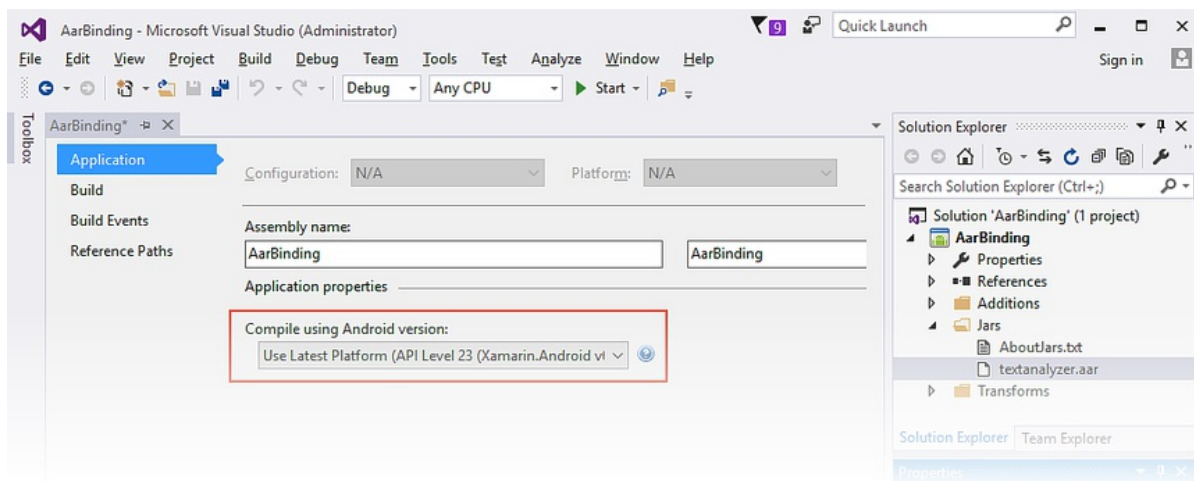 AarBinding - Microsoft Visual Studio (Administrator)
9
Quick Launch
File Edit View Project Build Debug Team Tools Test Analyze Window Help
Sign in
Debug Any CPU Start
Toolbox
AarBinding*
Application
Build
Build Events
Reference Paths
Configuration: N/A Platform: N/A
Assembly name:
AarBinding AarBinding
Application properties
Compile using Android version:
Use Latest Platform (API Level 23 (Xamarin.Android
Solution Explorer
Search Solution Explorer (Ctrl+;)
Solution 'AarBinding' (1 project)
AarBinding
Properties
References
Additions
Jars
AboutJars.txt
textanalyzer.aar
Transforms
Solution Explorer Team Explorer
Properties